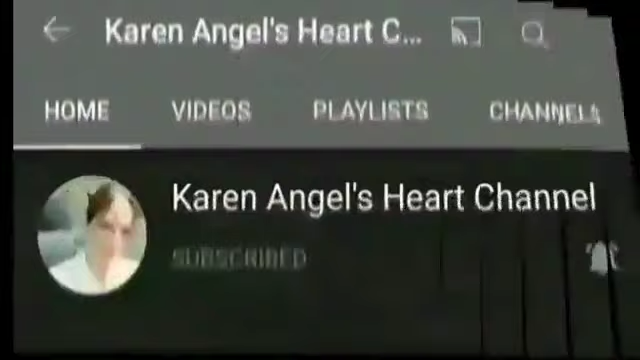 Karen Angel's Heart C...
HOME VIDEOS PLAYLISTS CHANNELS
Karen Angel's Heart Channel
SUBSCRIBED